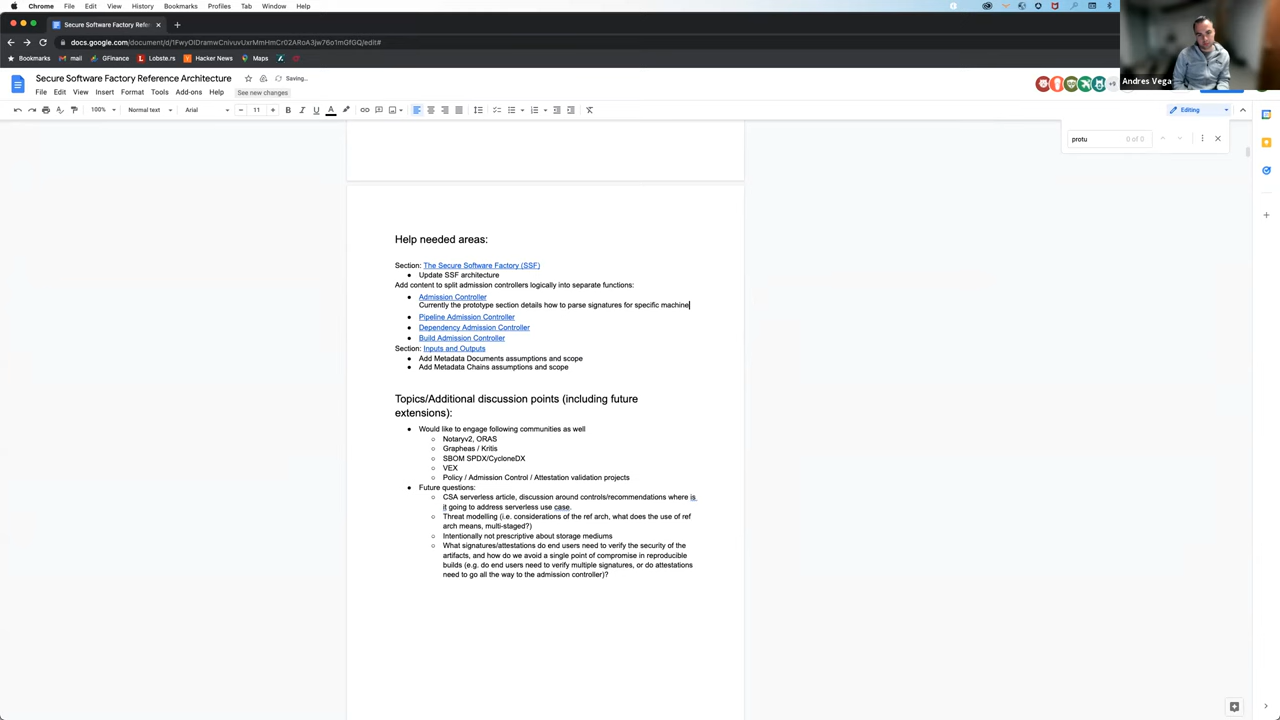 Chrome File Edit View History Bookmarks Profiles Tab Window Help
Secure Software Factory Refer
docs.google.com/document/d/1FwyOlDramwCnivuvUxrMmHmCr02ARoA3jw76o1mGfGQ/edit#
Bookmarks mail GFinance Lobste.rs Hacker News Maps
Secure Software Factory Reference Architecture Saving...
File Edit View Insert Format Tools Add-ons Help See new changes
+9
Andres Vega
100% Normal text Arial 11 Editing
protu 0 of 0
Help needed areas:
Section: The Secure Software Factory (SSF)
Update SSF architecture
Add content to split admission controllers logically into separate functions:
Admission Controller
Currently the prototype section details how to parse signatures for specific machine
Pipeline Admission Controller
Dependency Admission Controller
Build Admission Controller
Section: Inputs and Outputs
Add Metadata Documents assumptions and scope
Add Metadata Chains assumptions and scope
Topics/Additional discussion points (including future
extensions):
Would like to engage following communities as well
Notaryv2, ORAS
Grapheas / Kritis
SBOM SPDX/CycloneDX
VEX
Policy / Admission Control / Attestation validation projects
Future questions:
CSA serverless article, discussion around controls/recommendations where is
it going to address serverless use case.
Threat modelling (i.e. considerations of the ref arch, what does the use of ref
arch means, multi-staged?)
Intentionally not prescriptive about storage mediums
What signatures/attestations do end users need to verify the security of the
artifacts, and how do we avoid a single point of compromise in reproducible
builds (e.g. do end users need to verify multiple signatures, or do attestations
need to go all the way to the admission controller)?